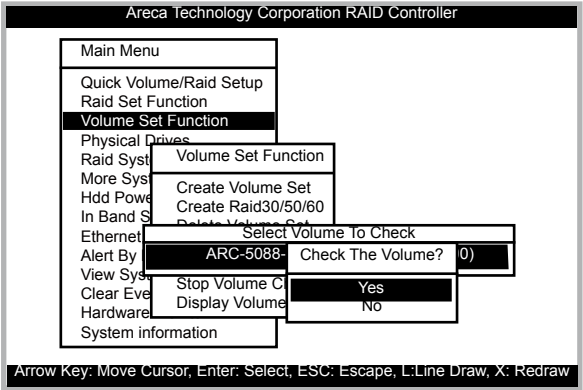 Areca Technology Corporation RAID Controller
Main Menu
Quick Volume/Raid Setup
Raid Set Function
Volume Set Function
Physical Drives
Raid Syst
More Syst
Hdd Powe
In Band S
Ethernet
Alert By
View Sys
Clear Eve
Hardware
System information
Volume Set Function
Create Volume Set
Create Raid30/50/60
Delete Volume Set
Stop Volume C
Display Volume
Select Volume To Check
ARC-5088- 0)
Check The Volume?
Yes
No
Arrow Key: Move Cursor, Enter: Select, ESC: Escape, L:Line Draw, X: Redraw